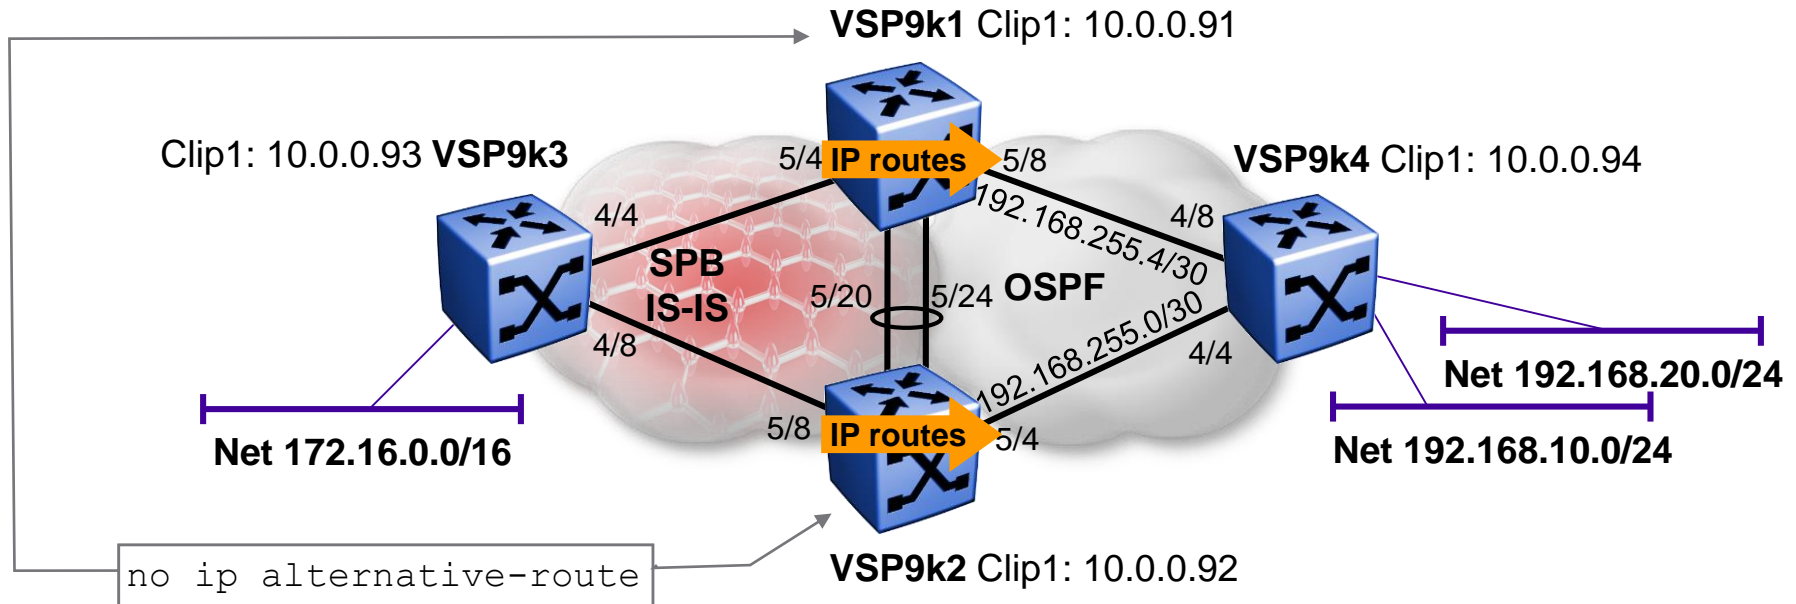 VSP9k1 Clip1: 10.0.0.91
Clip1: 10.0.0.93 VSP9k3
5/4
IP routes
5/8
VSP9k4 Clip1: 10.0.0.94
4/4
192.168.255.4/30
4/8
SPB
IS-IS
5/20
5/24
OSPF
4/8
192.168.255.0/30
4/4
Net 192.168.20.0/24
5/8
IP routes
5/4
Net 172.16.0.0/16
Net 192.168.10.0/24
no ip alternative-route
VSP9k2 Clip1: 10.0.0.92